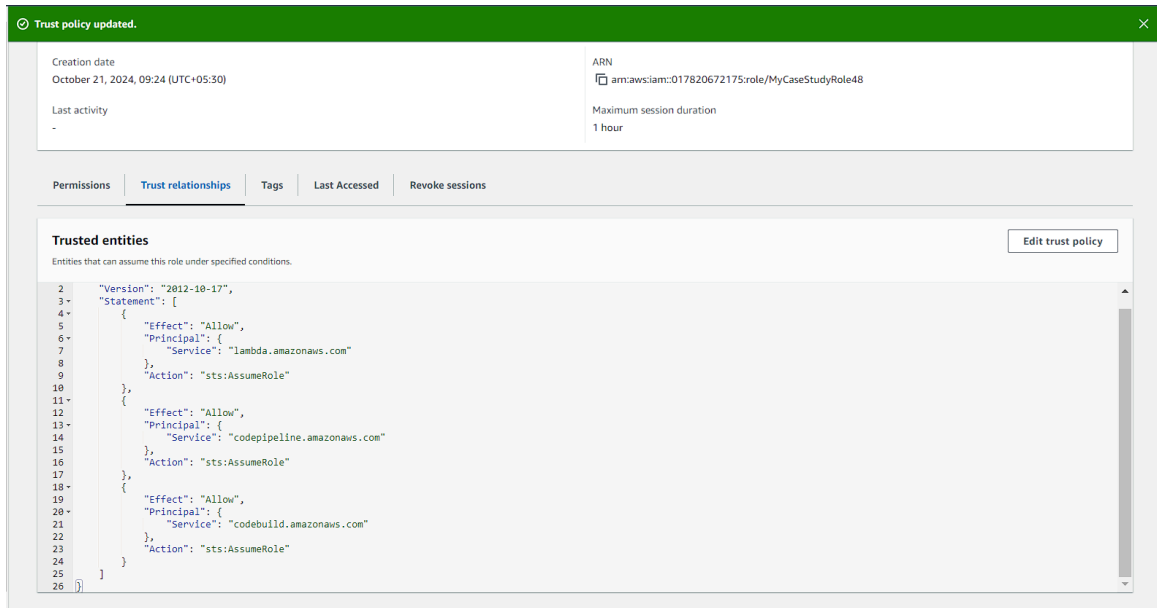 Trust policy updated.
Creation date
October 21, 2024, 09:24 (UTC+05:30)
ARN
arn:aws:iam::017820672175:role/MyCaseStudyRole48
Last activity
-
Maximum session duration
1 hour
Permissions Trust relationships Tags Last Accessed Revoke sessions
Trusted entities
Edit trust policy
Entities that can assume this role under specified conditions.
2 "Version": "2012-10-17",
3 "Statement": [
4 {
5 "Effect": "Allow",
6 "Principal": {
7 "Service": "lambda.amazonaws.com"
8 },
9 "Action": "sts:AssumeRole"
10 },
11 {
12 "Effect": "Allow",
13 "Principal": {
14 "Service": "codepipeline.amazonaws.com"
15 },
16 "Action": "sts:AssumeRole"
17 },
18 {
19 "Effect": "Allow",
20 "Principal": {
21 "Service": "codebuild.amazonaws.com"
22 },
23 "Action": "sts:AssumeRole"
24 }
25 ]
26 }